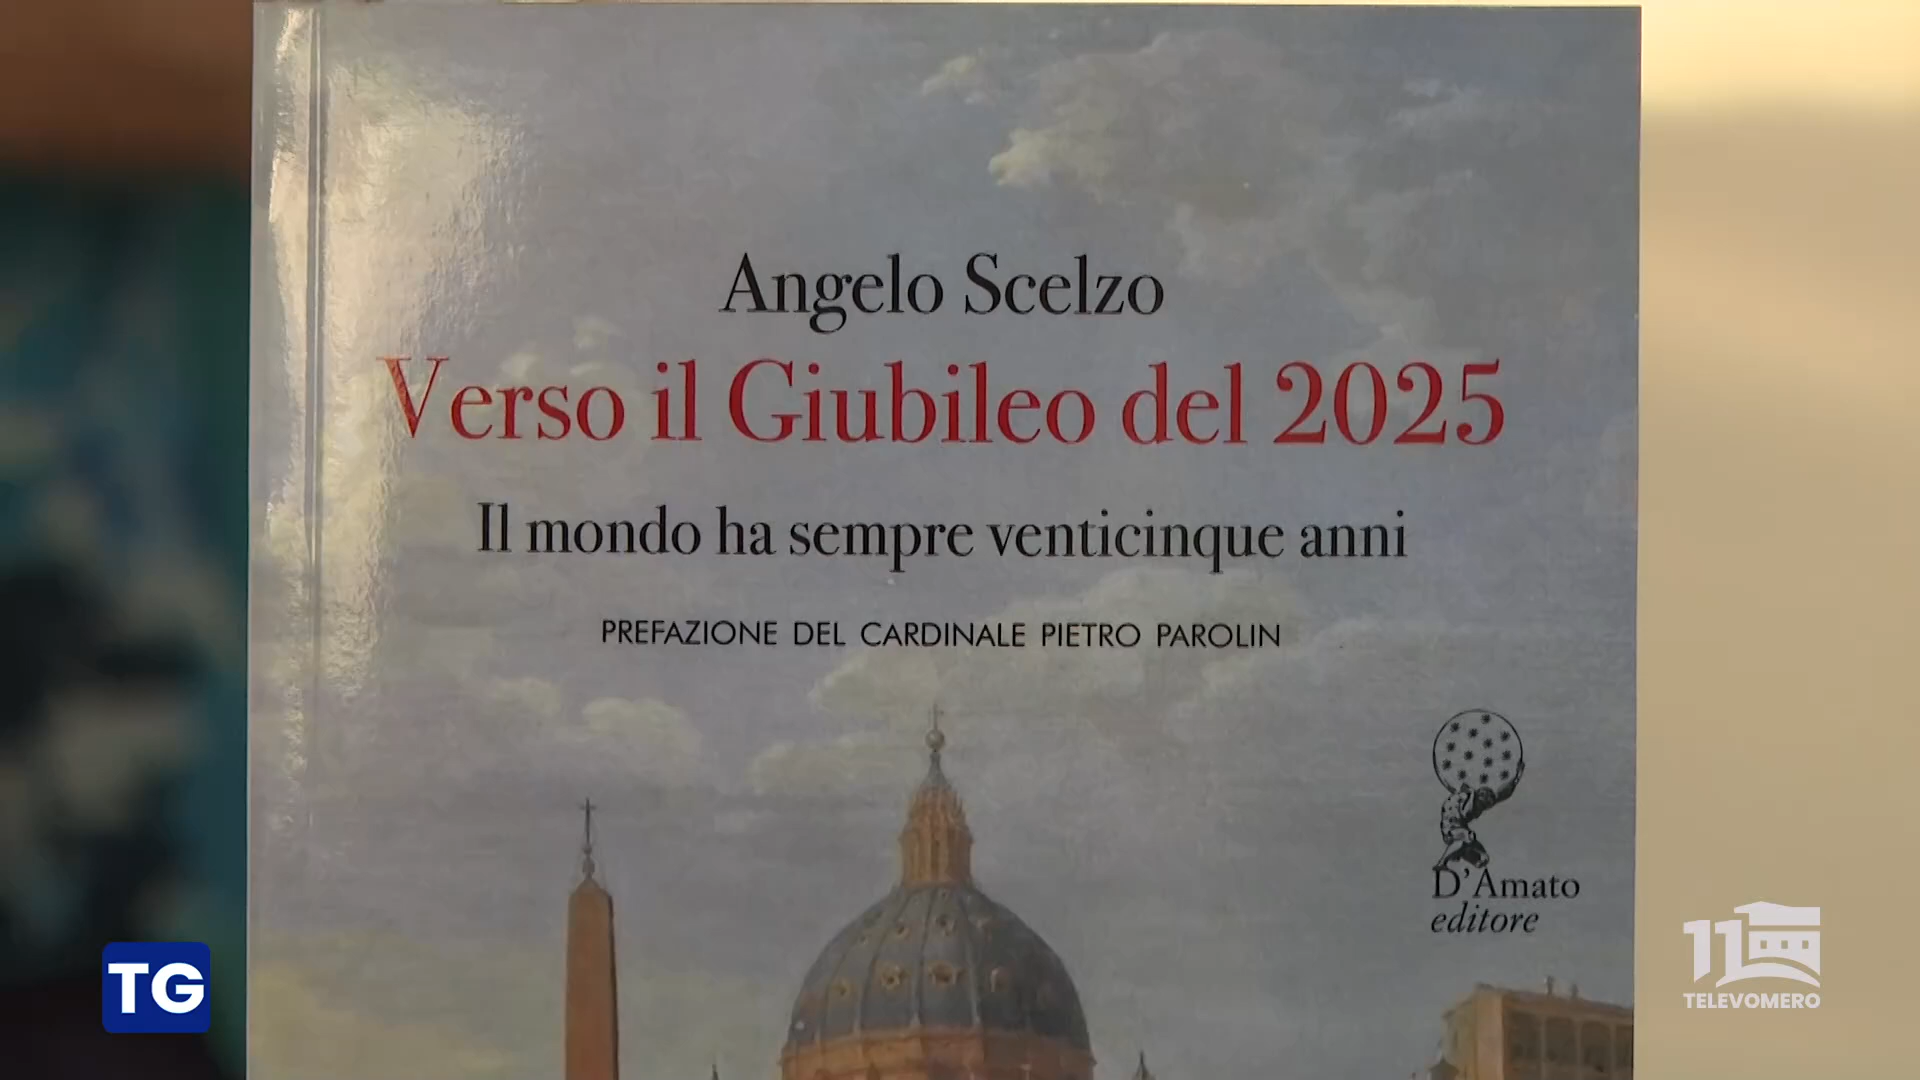 Angelo Scelzo
Verso il Giubileo del 2025
Il mondo ha sempre venticinque anni
PREFAZIONE DEL CARDINALE PIETRO PAROLIN
D'Amato
editore
TG
11
TELEVOMERO